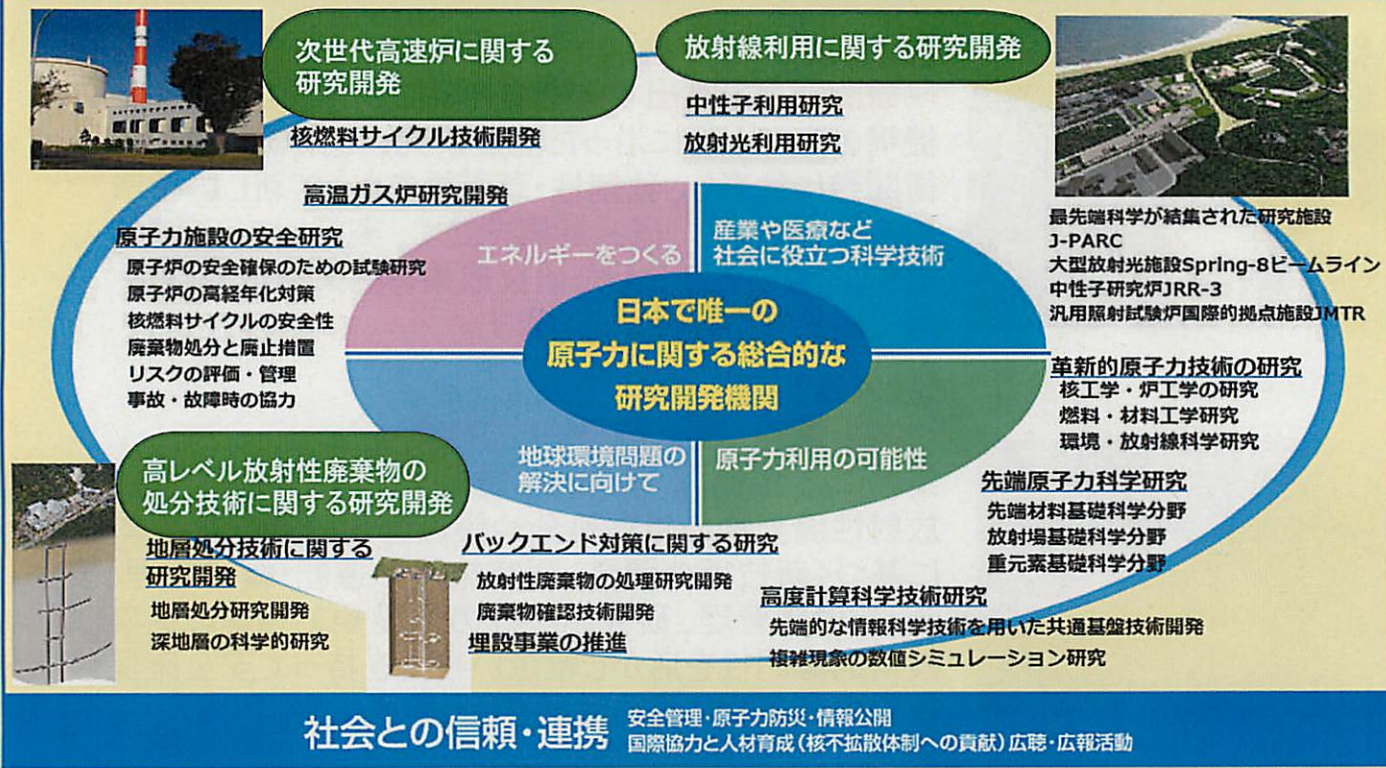 次世代高速炉に関する
研究開発
核燃料サイクル技術開発
高温ガス炉研究開発
原子力施設の安全研究
原子炉の安全確保のための試験研究
原子炉の高経年化対策
核燃料サイクルの安全性
廃棄物処分と廃止措置
リスクの評価・管理
事故・故障時の協力
放射線利用に関する研究開発
中性子利用研究
放射光利用研究
最先端科学が結集された研究施設
J-PARC
大型放射光施設Spring-8ビームライン
中性子研究炉JRR-3
汎用照射試験炉国際的拠点施設JMTR
エネルギーをつくる
産業や医療など
社会に役立つ科学技術
日本で唯一の
原子力に関する総合的な
研究開発機関
地球環境問題の
解決に向けて
原子力利用の可能性
革新的原子力技術の研究
核工学・炉工学の研究
燃料・材料工学研究
環境・放射線科学研究
先端原子力科学研究
先端材料基礎科学分野
放射場基礎科学分野
重元素基礎科学分野
高レベル放射性廃棄物の
処分技術に関する研究開発
地層処分技術に関する
研究開発
地層処分研究開発
深地層の科学的研究
バックエンド対策に関する研究
放射性廃棄物の処理研究開発
廃棄物確認技術開発
埋設事業の推進
高度計算科学技術研究
先端的な情報科学技術を用いた共通基盤技術開発
複雑現象の数値シミュレーション研究
社会との信頼・連携
安全管理・原子力防災・情報公開
国際協力と人材育成（核不拡散体制への貢献）広聴・広報活動